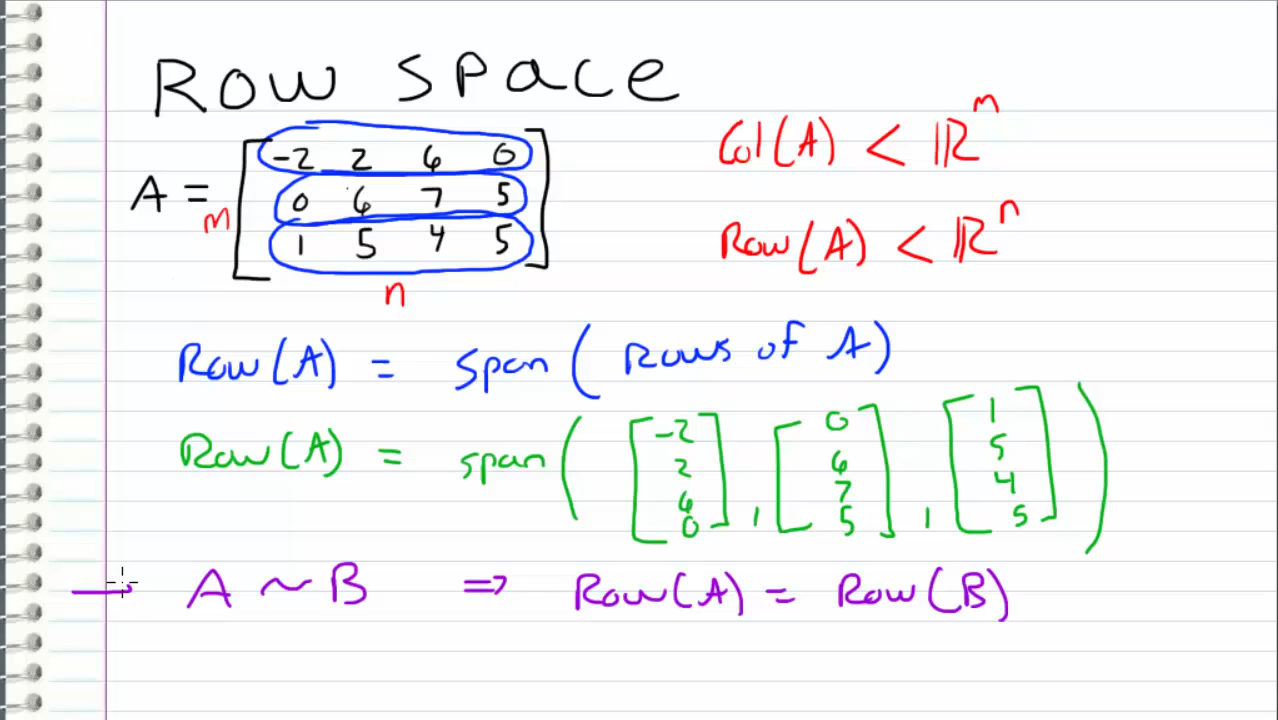 Row space
A = m [ -2 2 6 0
0 6 7 5
1 5 4 5 ]
n
Col(A) < ℝ^m
Row(A) < ℝ^n
Row(A) = span( rows of A )
Row(A) = span( [ -2 2 6 0 ] , [ 0 6 7 5 ] , [ 1 5 4 5 ] )
→ A ~ B ⇒ Row(A) = Row(B)